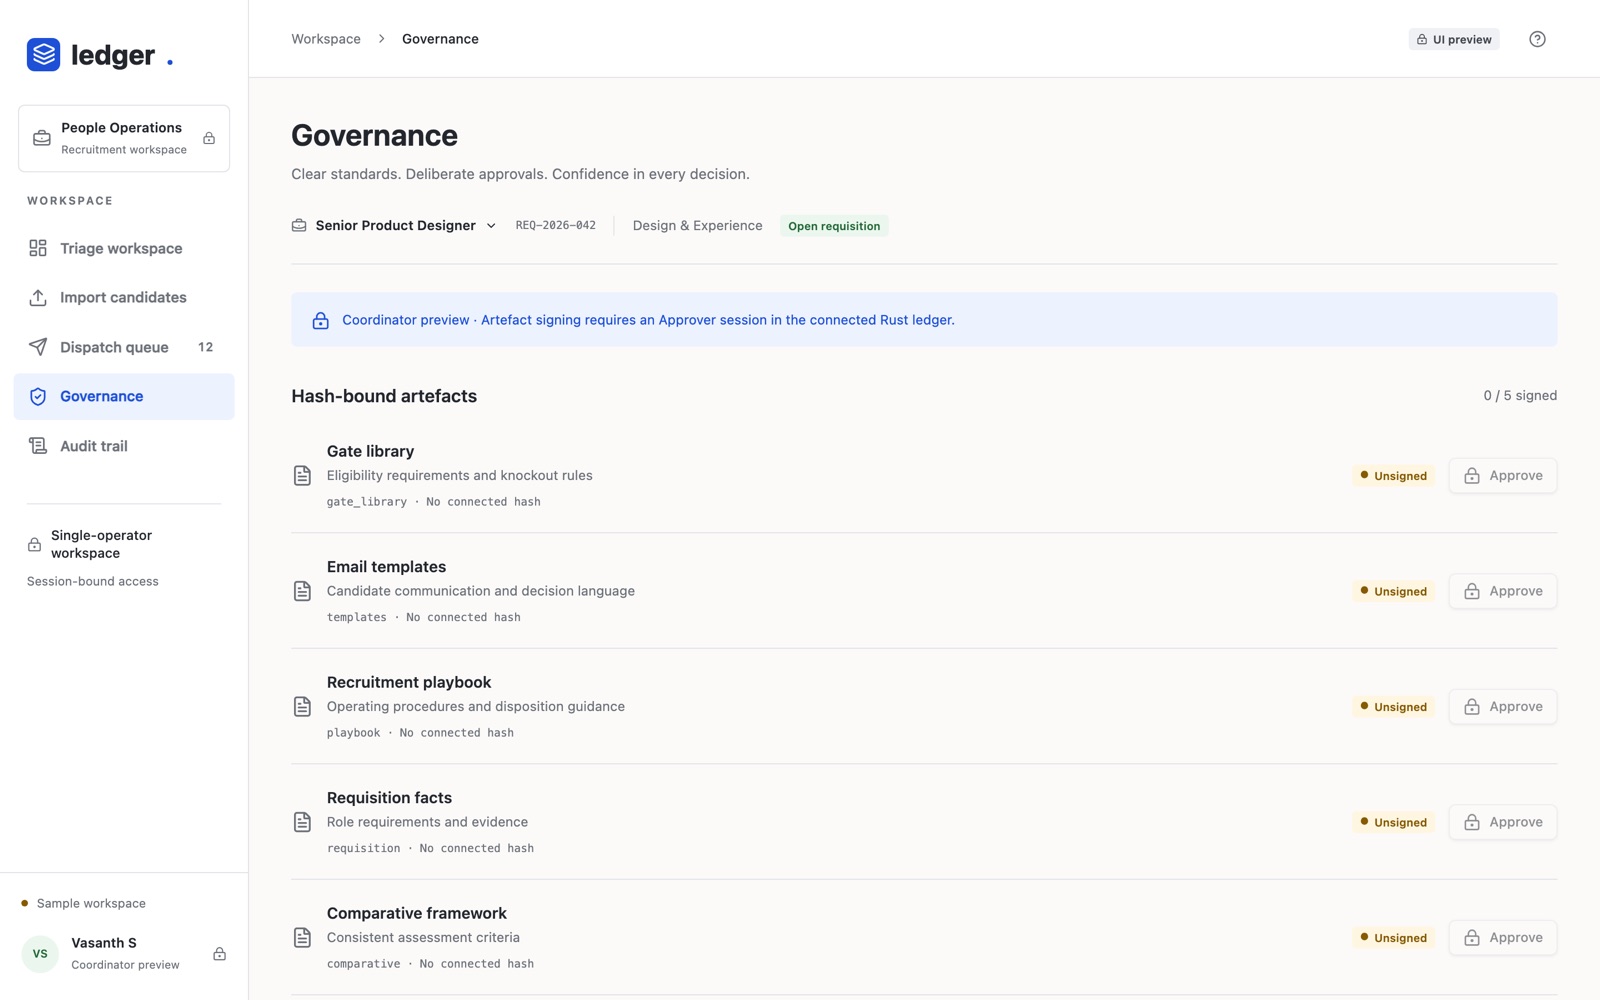 ledger .
People Operations
Recruitment workspace
WORKSPACE
Triage workspace
Import candidates
Dispatch queue 12
Governance
Audit trail
Single-operator
workspace
Session-bound access
Sample workspace
VS
Vasanth S
Coordinator preview
Workspace > Governance
UI preview
Governance
Clear standards. Deliberate approvals. Confidence in every decision.
Senior Product Designer REQ-2026-042 Design & Experience Open requisition
Coordinator preview · Artefact signing requires an Approver session in the connected Rust ledger.
Hash-bound artefacts 0 / 5 signed
Gate library
Eligibility requirements and knockout rules
gate_library · No connected hash
Unsigned Approve
Email templates
Candidate communication and decision language
templates · No connected hash
Unsigned Approve
Recruitment playbook
Operating procedures and disposition guidance
playbook · No connected hash
Unsigned Approve
Requisition facts
Role requirements and evidence
requisition · No connected hash
Unsigned Approve
Comparative framework
Consistent assessment criteria
comparative · No connected hash
Unsigned Approve